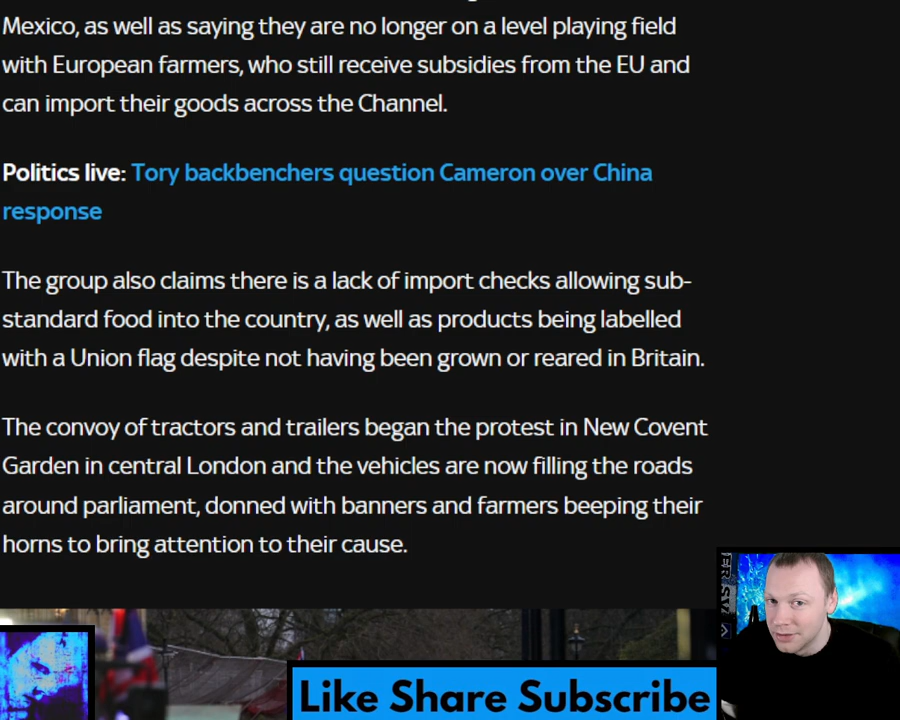 Mexico, as well as saying they are no longer on a level playing field
with European farmers, who still receive subsidies from the EU and
can import their goods across the Channel.
Politics live: Tory backbenchers question Cameron over China
response
The group also claims there is a lack of import checks allowing sub-
standard food into the country, as well as products being labelled
with a Union flag despite not having been grown or reared in Britain.
The convoy of tractors and trailers began the protest in New Covent
Garden in central London and the vehicles are now filling the roads
around parliament, donned with banners and farmers beeping their
horns to bring attention to their cause.
Like Share Subscribe